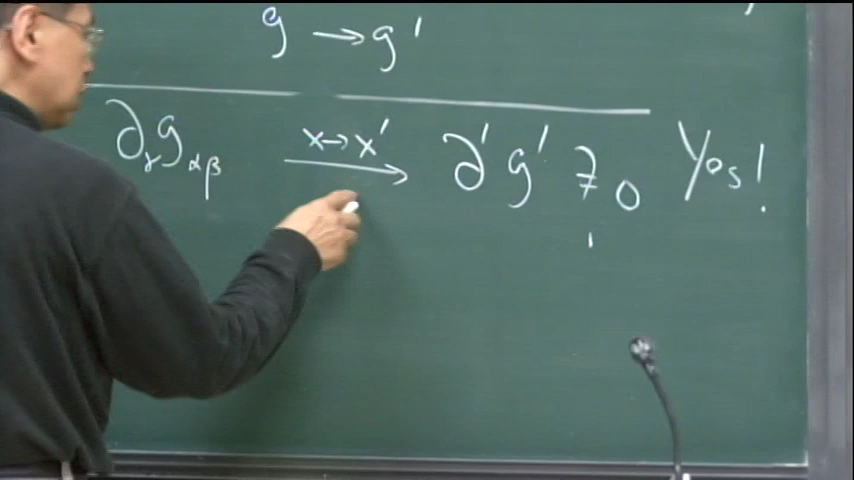 g → g'
∂γ gαβ x→x' → ∂' g' ≠ 0 Yes!